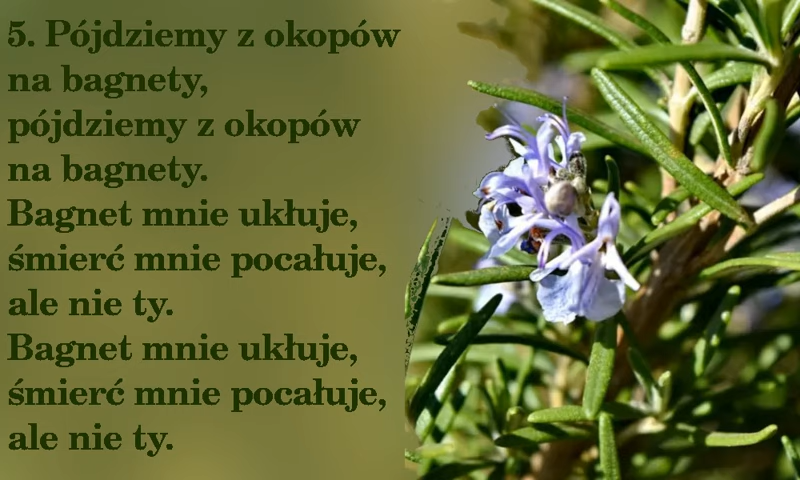 5. Pójdziemy z okopów
na bagnety,
pójdziemy z okopów
na bagnety.
Bagnet mnie ukłuje,
śmierć mnie pocałuje,
ale nie ty.
Bagnet mnie ukłuje,
śmierć mnie pocałuje,
ale nie ty.